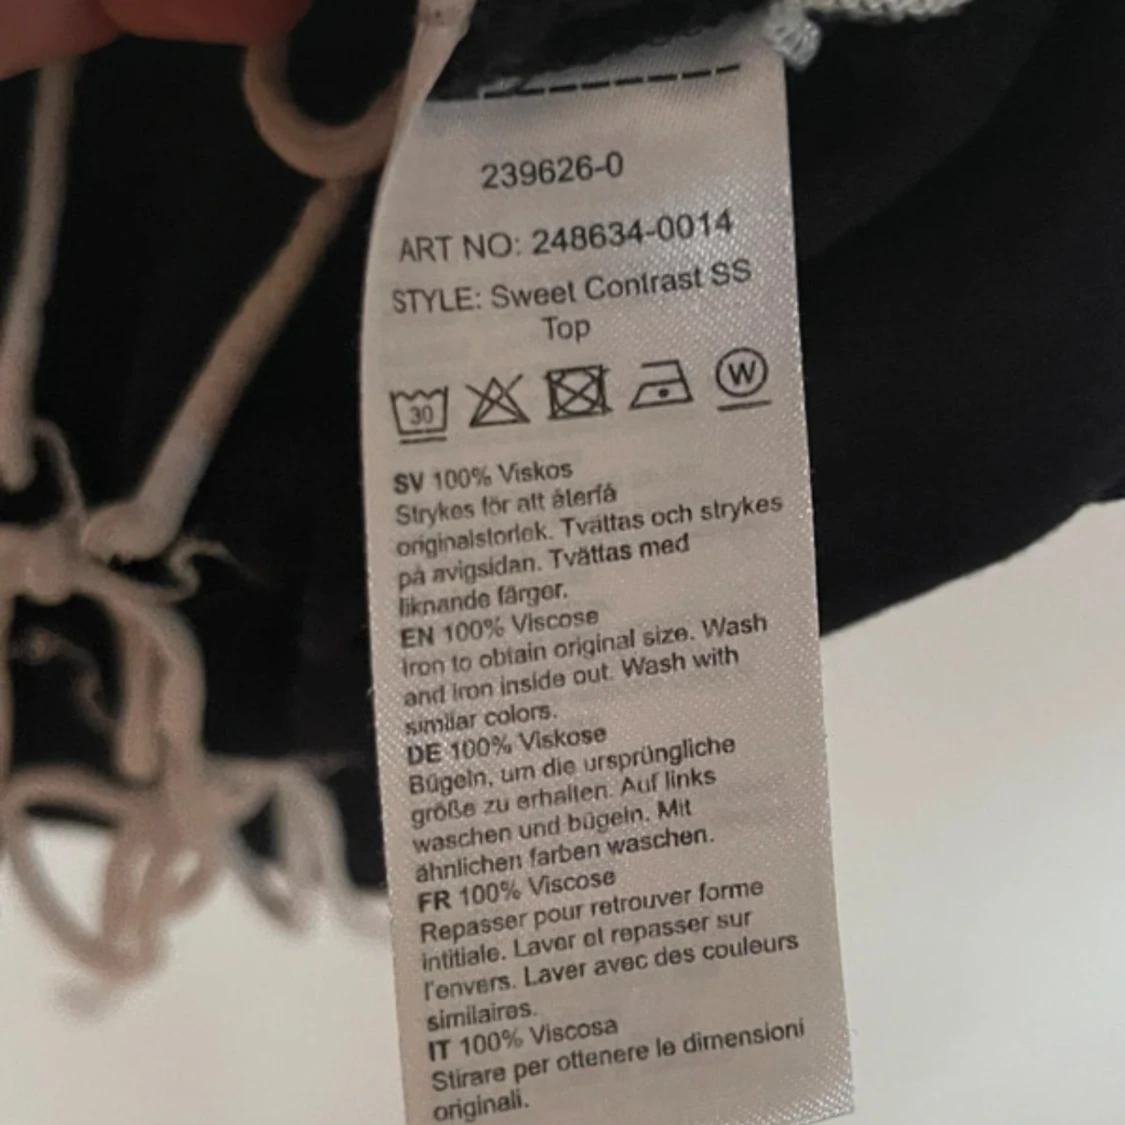 239626-0
ART NO: 248634-0014
STYLE: Sweet Contrast SS
Top
30
W
SV 100% Viskos
Strykes för att återfå
originalstorlek. Tvättas och strykes
på avigsidan. Tvättas med
liknande färger.
EN 100% Viscose
Iron to obtain original size. Wash
and iron inside out. Wash with
similar colors.
DE 100% Viskose
Bügeln, um die ursprüngliche
größe zu erhalten. Auf links
waschen und bügeln. Mit
ähnlichen farben waschen.
FR 100% Viscose
Repasser pour retrouver forme
intitiale. Laver et repasser sur
l'envers. Laver avec des couleurs
similaires.
IT 100% Viscosa
Stirare per ottenere le dimensioni
originali.